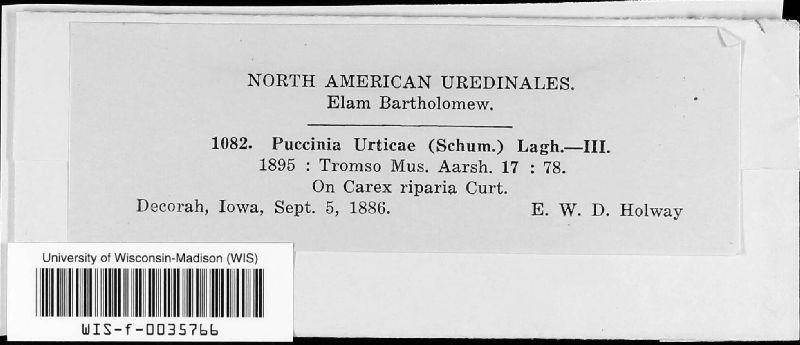 NORTH AMERICAN UREDINALES.
Elam Bartholomew.
1082. Puccinia Urticae (Schum.) Lagh.—III.
1895 : Tromso Mus. Aarsh. 17 : 78.
On Carex riparia Curt.
Decorah, Iowa, Sept. 5, 1886. E. W. D. Holway
University of Wisconsin-Madison (WIS)
WIS-f-0035766